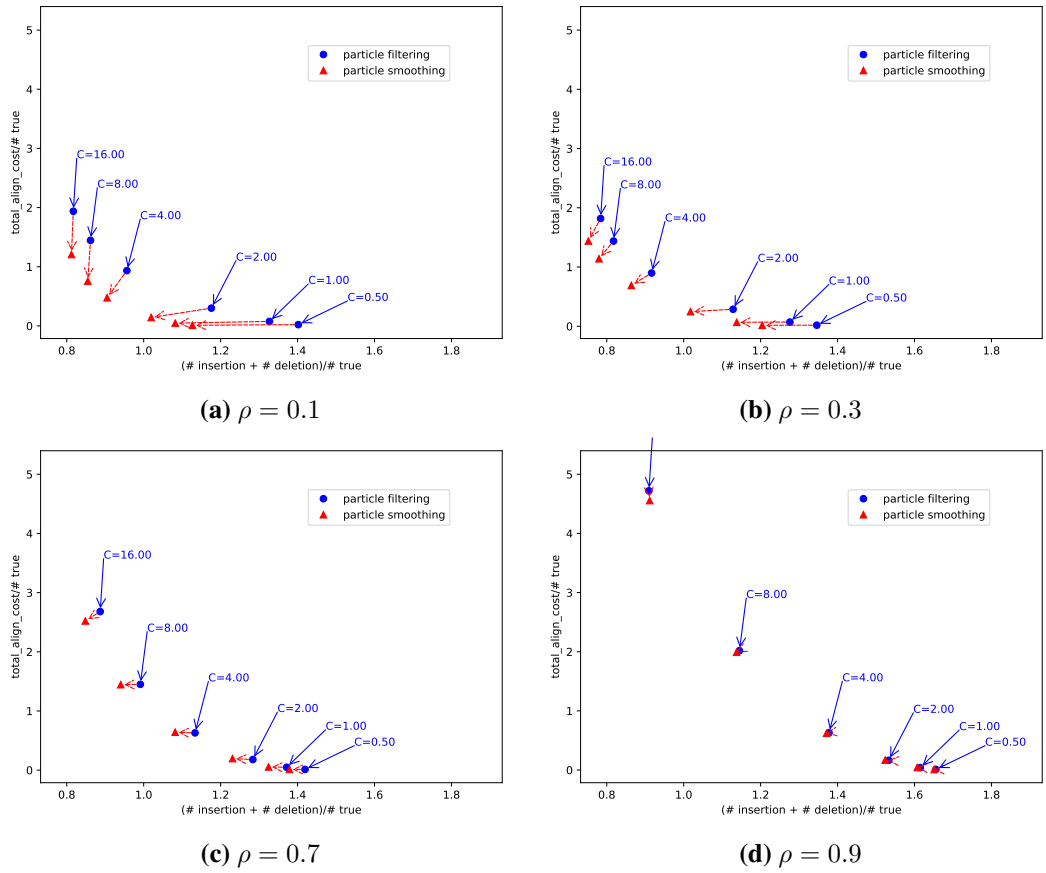 5
4
3
2
1
0
total_align_cost/# true
particle filtering
particle smoothing
C=16.00
C=8.00
C=4.00
C=2.00
C=1.00
C=0.50
0.8 1.0 1.2 1.4 1.6 1.8
(# insertion + # deletion)/# true
(a) ρ = 0.1
5
4
3
2
1
0
total_align_cost/# true
particle filtering
particle smoothing
C=16.00
C=8.00
C=4.00
C=2.00
C=1.00
C=0.50
0.8 1.0 1.2 1.4 1.6 1.8
(# insertion + # deletion)/# true
(b) ρ = 0.3
5
4
3
2
1
0
total_align_cost/# true
particle filtering
particle smoothing
C=16.00
C=8.00
C=4.00
C=2.00
C=1.00
C=0.50
0.8 1.0 1.2 1.4 1.6 1.8
(# insertion + # deletion)/# true
(c) ρ = 0.7
5
4
3
2
1
0
total_align_cost/# true
particle filtering
particle smoothing
C=8.00
C=4.00
C=2.00
C=1.00
C=0.50
0.8 1.0 1.2 1.4 1.6 1.8
(# insertion + # deletion)/# true
(d) ρ = 0.9